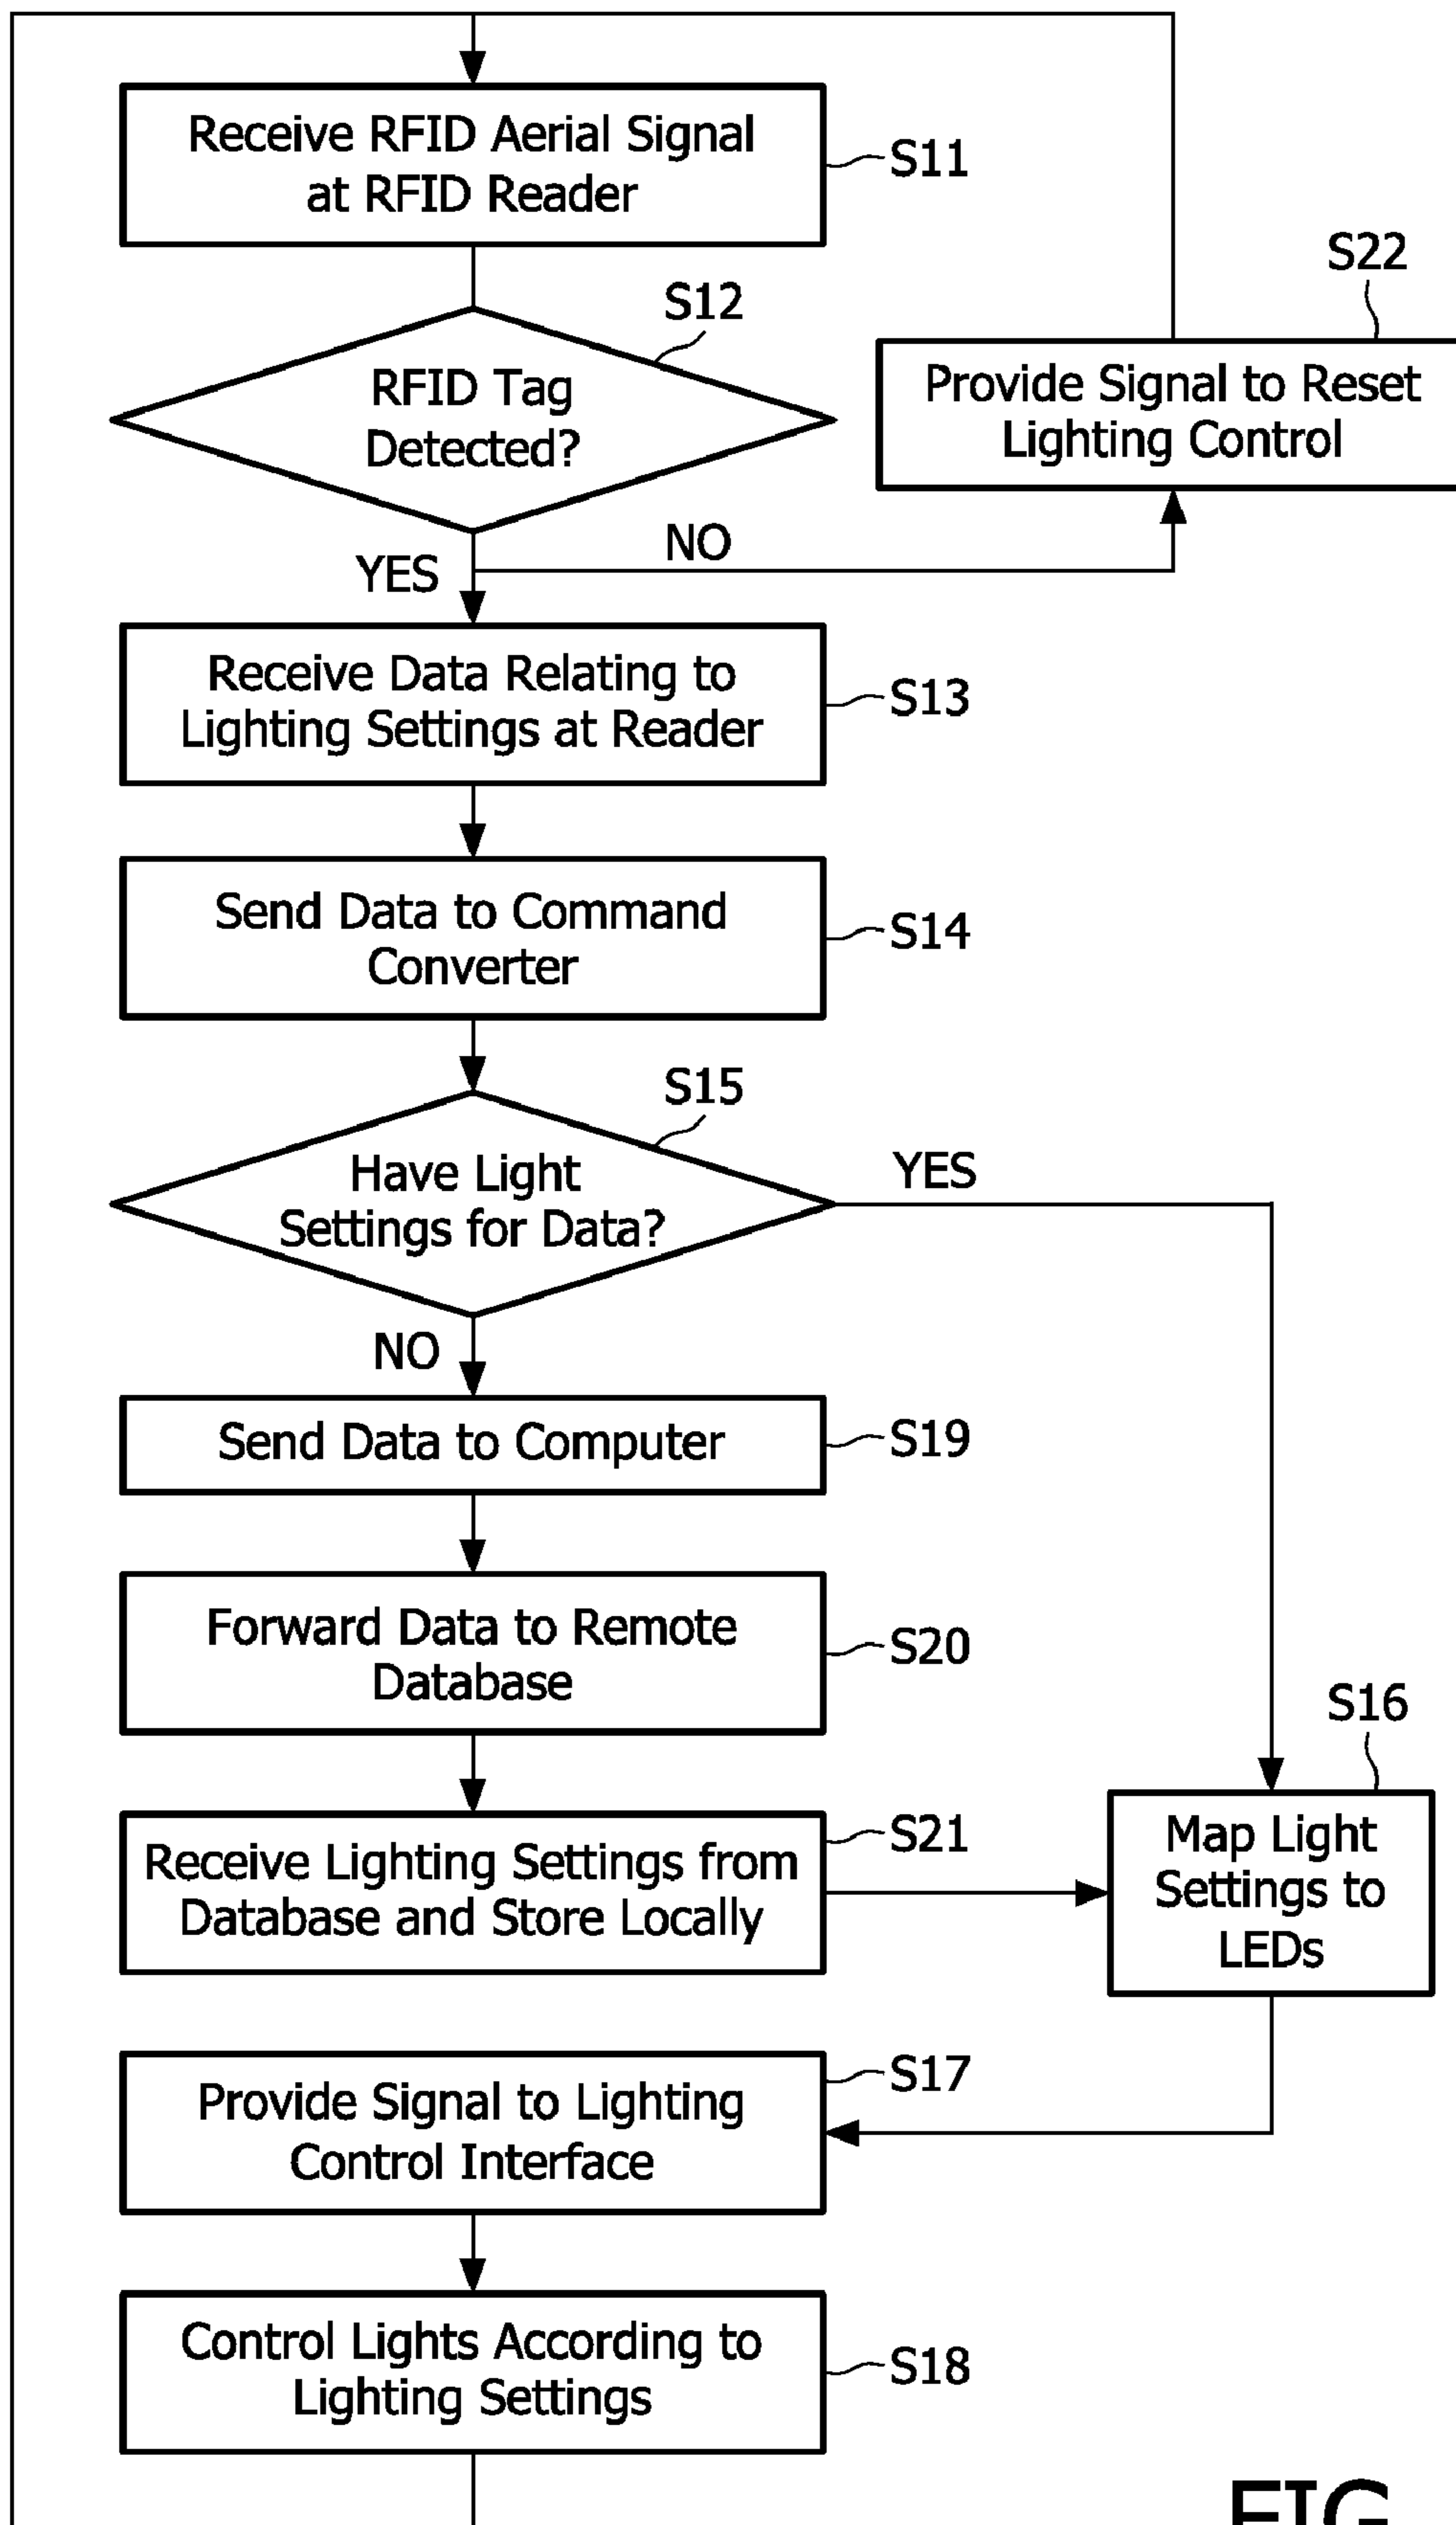 Receive RFID Aerial Signal
at RFID Reader
S11
S12
RFID Tag
Detected?
S22
Provide Signal to Reset
Lighting Control
NO
YES
Receive Data Relating to
Lighting Settings at Reader
S13
Send Data to Command
Converter
S14
S15
Have Light
Settings for Data?
YES
NO
Send Data to Computer
S19
Forward Data to Remote
Database
S20
S16
Map Light
Settings to
LEDs
Receive Lighting Settings from
Database and Store Locally
S21
Provide Signal to Lighting
Control Interface
S17
Control Lights According to
Lighting Settings
S18
FIG